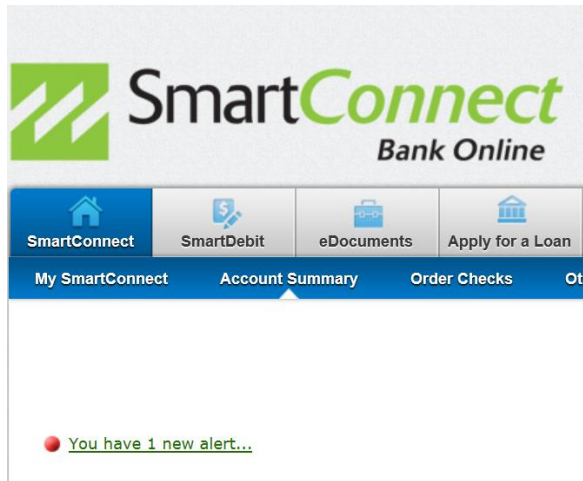 SmartConnect
Bank Online
SmartConnect SmartDebit eDocuments Apply for a Loan
My SmartConnect Account Summary Order Checks Ot
You have 1 new alert...